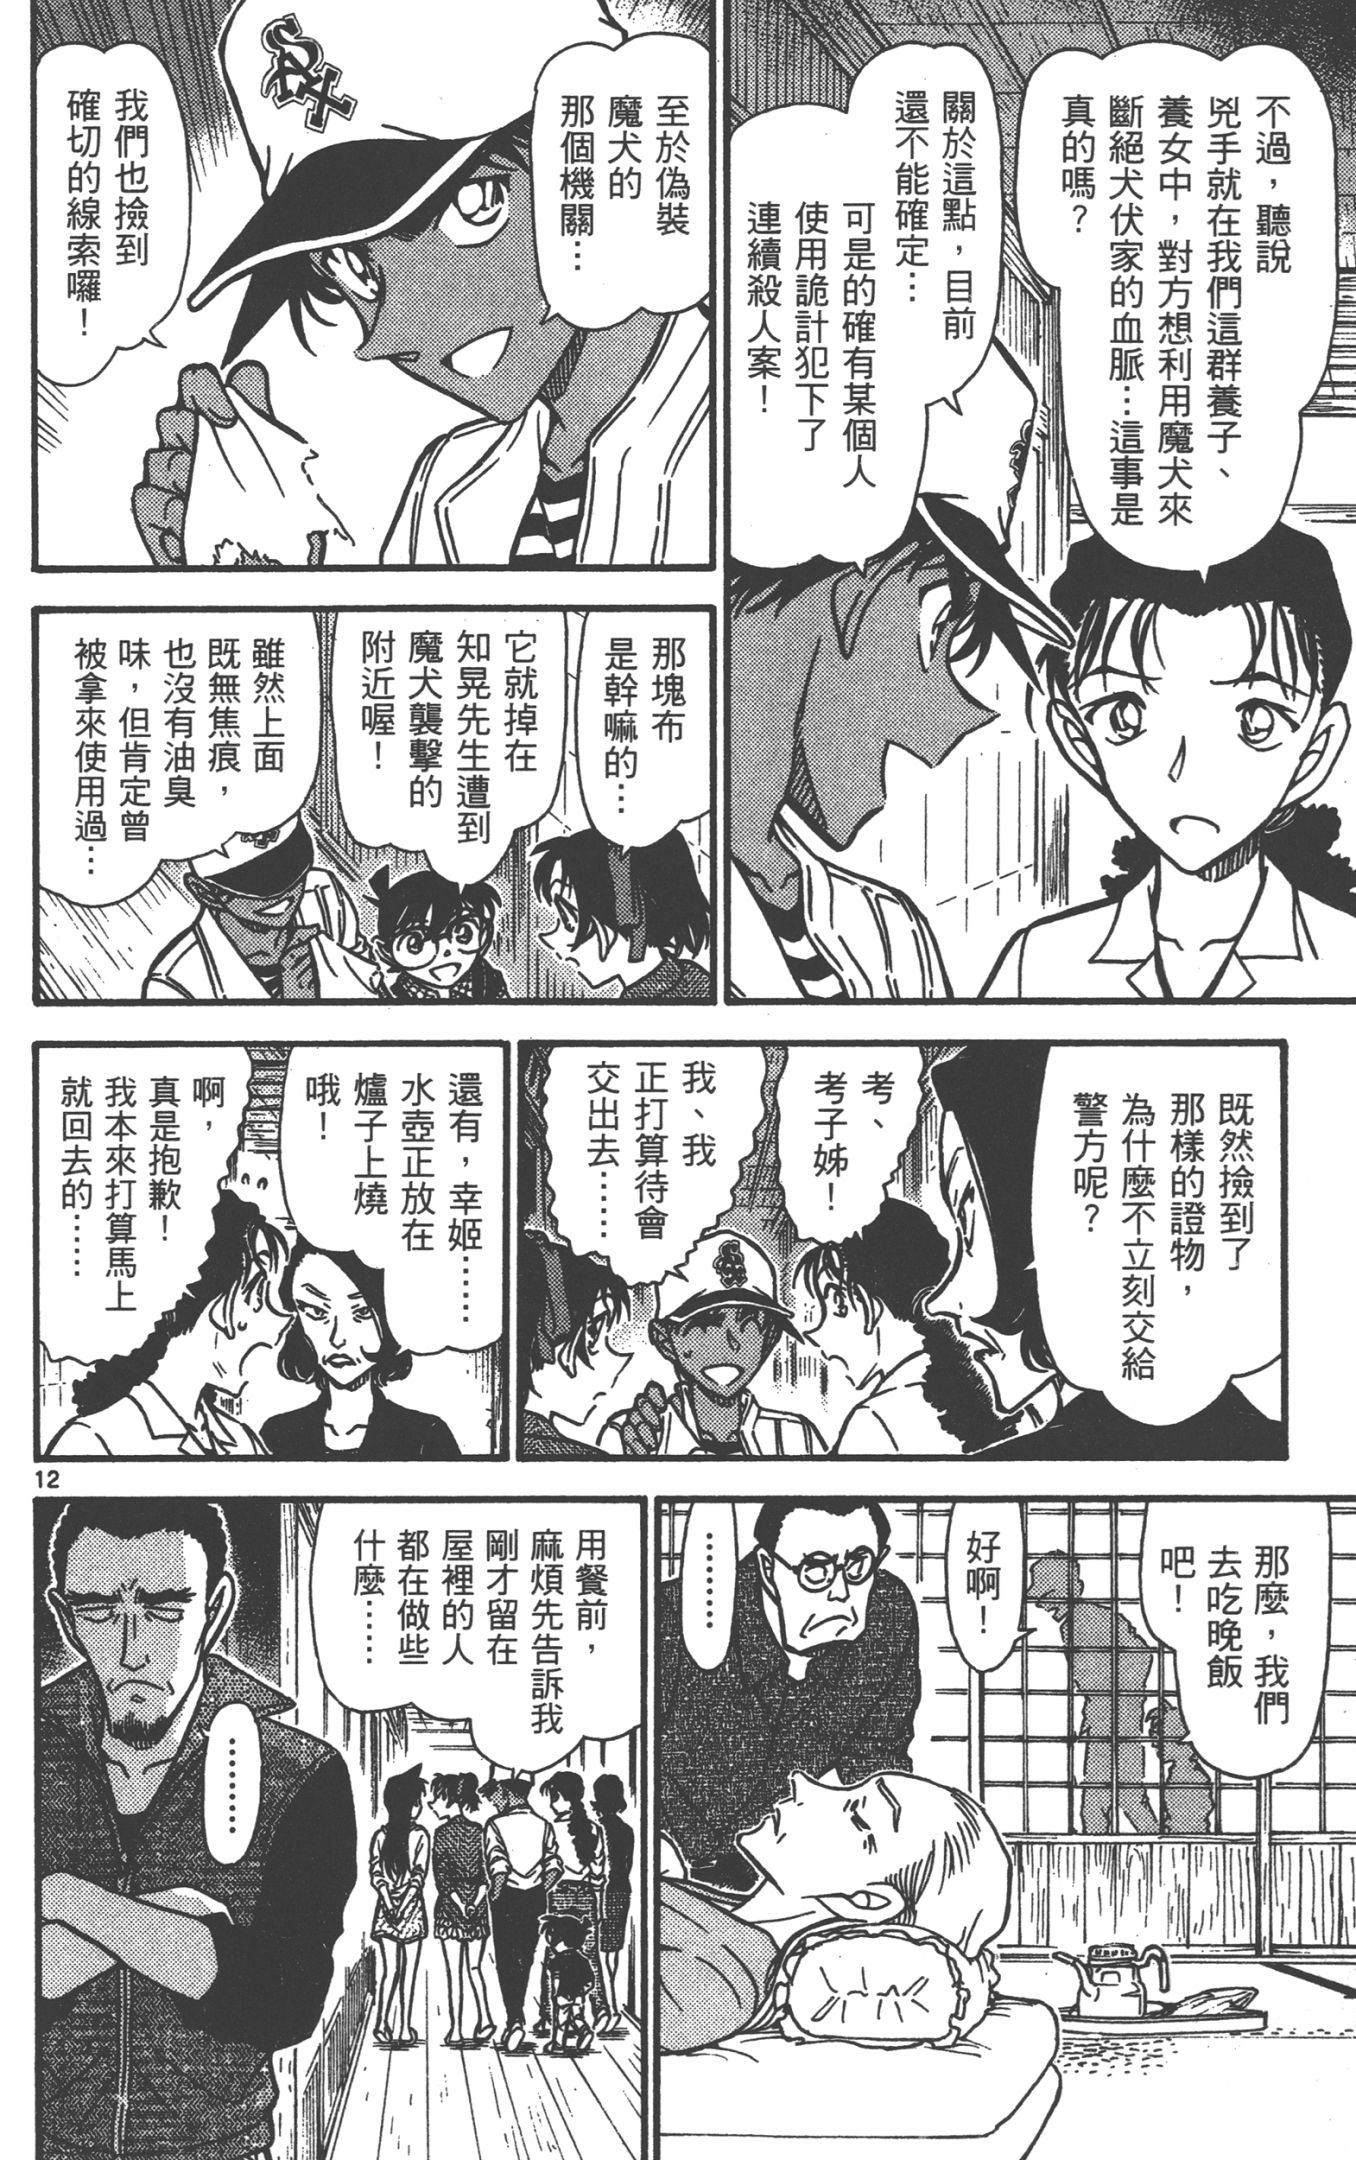 不過，聽說
兇手就在我們這群養子、
養女中，對方想利用魔犬來
斷絕犬伏家的血脈…這事是
真的嗎？
關於這點，目前
還不能確定…
可是的確有某個人
使用詭計犯下了
連續殺人案！
至於偽裝
魔犬的
那個機關…
我們也撿到
確切的線索囉！
那塊布
是幹嘛的…
它就掉在
知晃先生遭到
魔犬襲擊的
附近喔！
雖然上面
既無焦痕，
也沒有油臭
味，但肯定曾
被拿來使用過…
既然撿到了
那樣的證物，
為什麼不立刻交給
警方呢？
考、
考子姊！
我、我
正打算待會
交出去……
還有，幸姬……
水壺正放在
爐子上燒
哦！
啊，
真是抱歉！
我本來打算馬上
就回去的……
12
那麼，我們
去吃晚飯
吧！
好啊！
………
用餐前，
麻煩先告訴我
剛才留在
屋裡的人
都在做些
什麼……
………